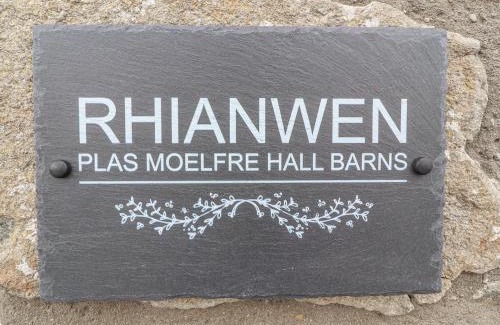 RHIANWEN
PLAS MOELFRE HALL BARNS